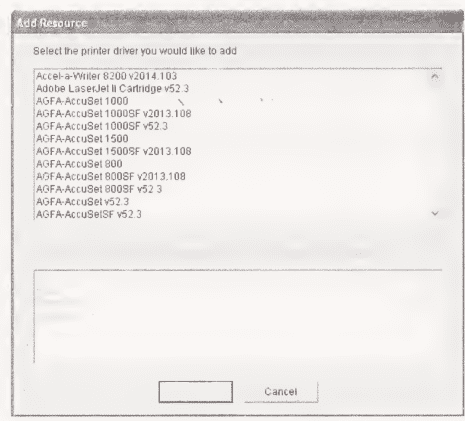 Add Resource
Select the printer driver you would like to add
Accel-a-Writer 8200 v2014.103
Adobe LaserJet II Cartridge v52.3
AGFA-AccuSet 1000
AGFA-AccuSet 1000SF v2013.108
AGFA-AccuSet 1000SF v52.3
AGFA-AccuSet 1500
AGFA-AccuSet 1500SF v2013.108
AGFA-AccuSet 800
AGFA-AccuSet 800SF v2013.108
AGFA-AccuSet 800SF v52.3
AGFA-AccuSet v52.3
AGFA-AccuSetSF v52.3
Cancel